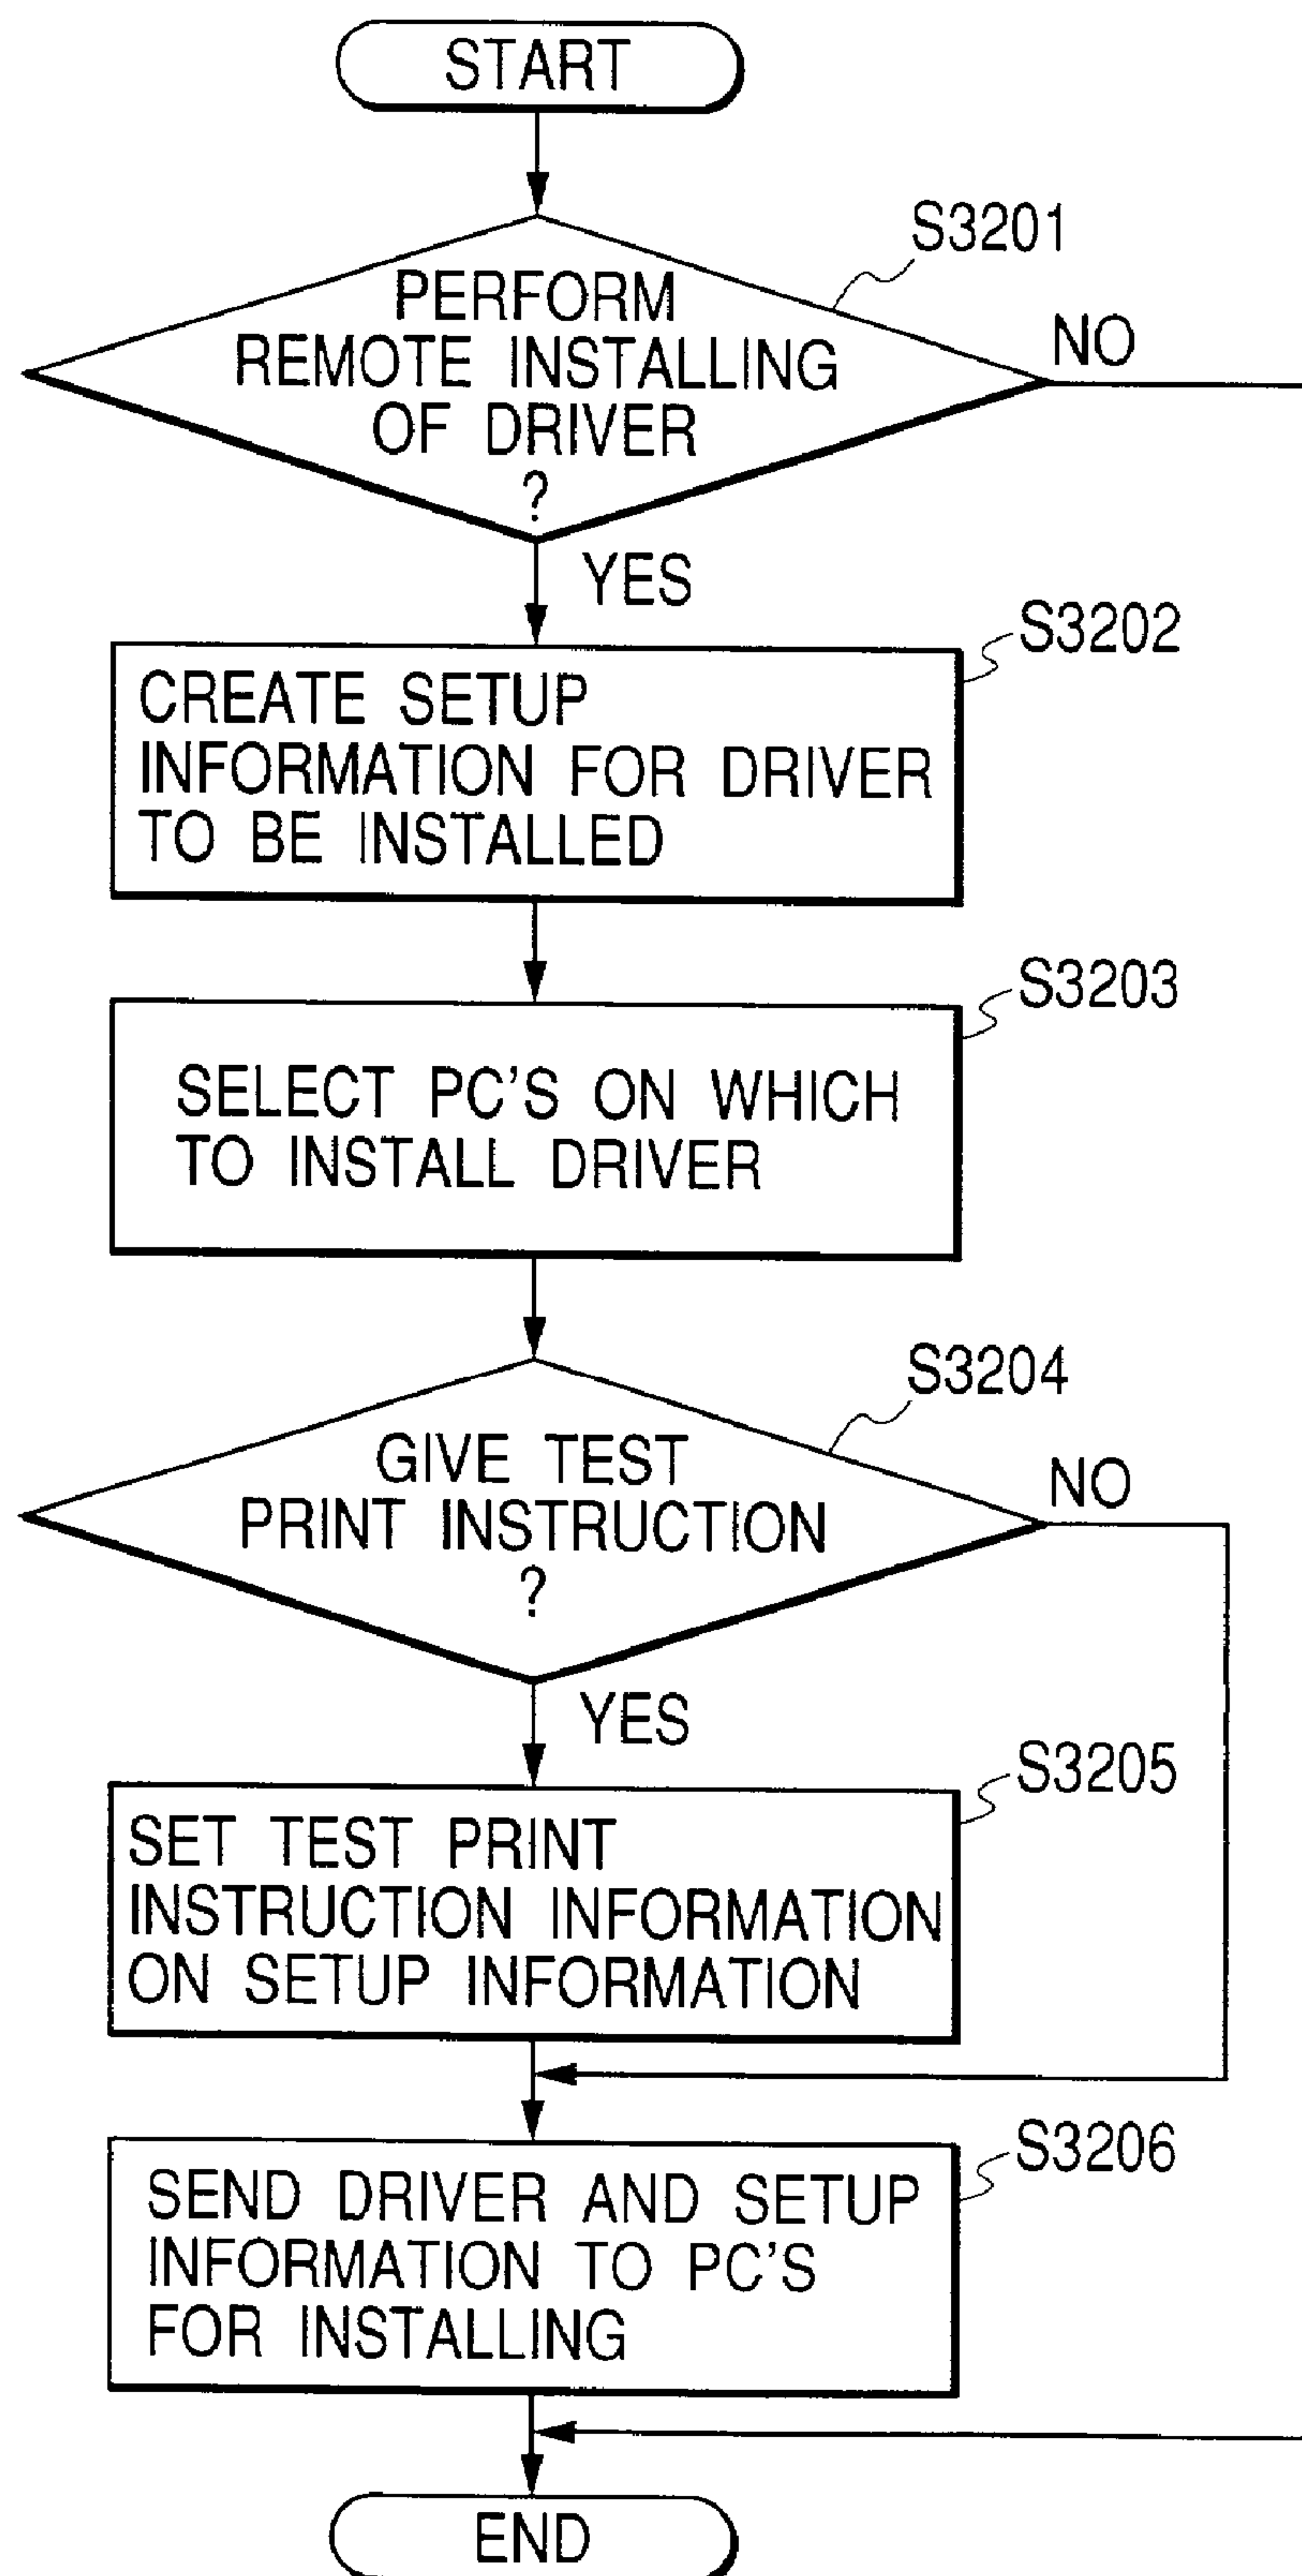 START
S3201
PERFORM
REMOTE INSTALLING
OF DRIVER
?
NO
YES
S3202
CREATE SETUP
INFORMATION FOR DRIVER
TO BE INSTALLED
S3203
SELECT PC'S ON WHICH
TO INSTALL DRIVER
S3204
GIVE TEST
PRINT INSTRUCTION
?
NO
YES
S3205
SET TEST PRINT
INSTRUCTION INFORMATION
ON SETUP INFORMATION
S3206
SEND DRIVER AND SETUP
INFORMATION TO PC'S
FOR INSTALLING
END